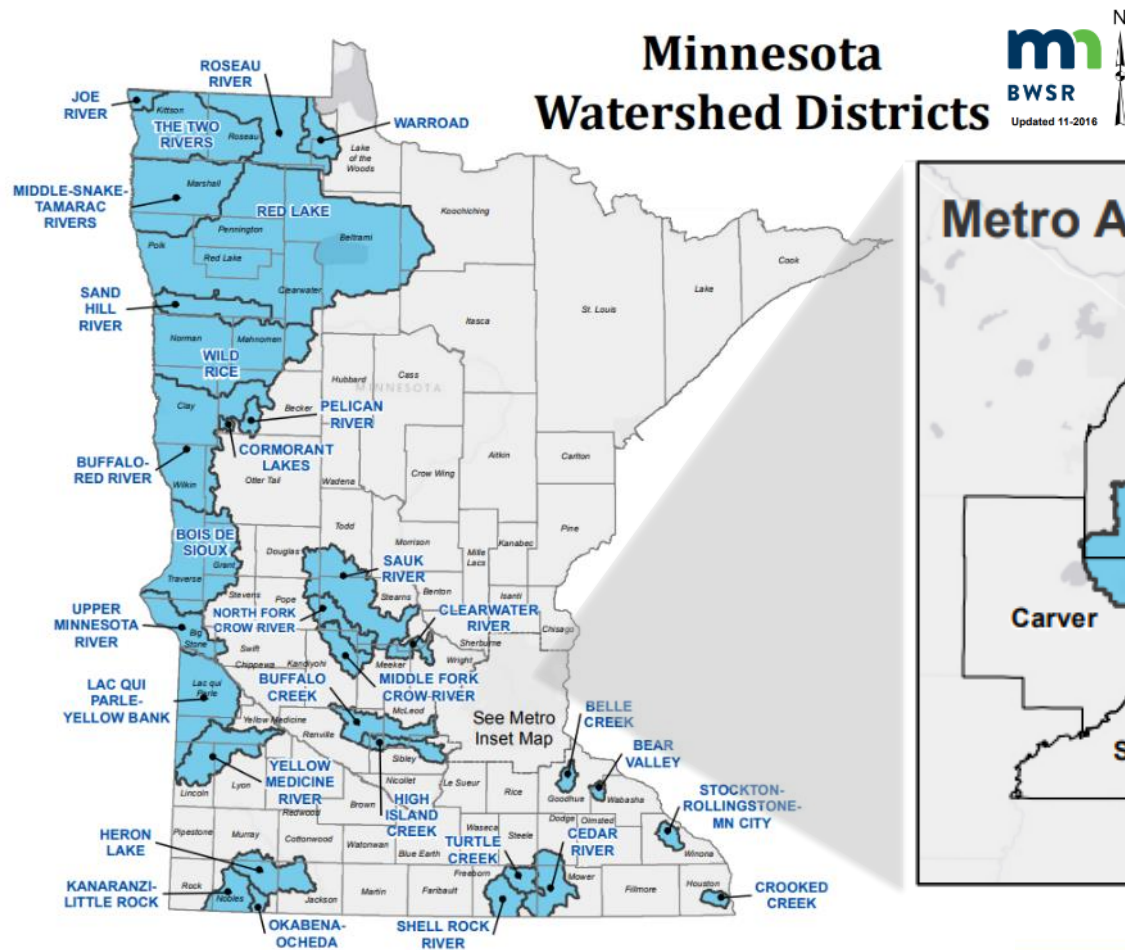 Minnesota
Watershed Districts
mn
BWSR
Updated 11-2016
N
ROSEAU
RIVER
JOE
RIVER
Kittson
THE TWO
RIVERS
Roseau
WARROAD
Lake
of the
Woods
MIDDLE-SNAKE-
TAMARAC
RIVERS
Marshall
RED LAKE
Pennington
Polk
Red Lake
Beltrami
Clearwater
Koochiching
Cook
Lake
St. Louis
Itasca
SAND
HILL
RIVER
Norman
Mahnomen
WILD
RICE
Hubbard
Cass
MINNESOTA
Clay
Becker
PELICAN
RIVER
CORMORANT
LAKES
BUFFALO-
RED RIVER
Wilkin
Otter Tail
Wadena
Crow Wing
Aitkin
Carlton
Pine
BOIS DE
SIOUX
Grant
Traverse
Douglas
Todd
Morrison
Mille
Lacs
Kanabec
Stevens
Pope
SAUK
RIVER
Stearns
Benton
Isanti
Chisago
UPPER
MINNESOTA
RIVER
Big
Stone
NORTH FORK
CROW RIVER
CLEARWATER
RIVER
Sherburne
Swift
Chippewa
Kandiyohi
Meeker
Wright
LAC QUI
PARLE-
YELLOW BANK
Lac qui
Parle
BUFFALO
CREEK
MIDDLE FORK
CROW RIVER
McLeod
See Metro
Inset Map
Yellow Medicine
Renville
Sibley
BELLE
CREEK
BEAR
VALLEY
YELLOW
MEDICINE
RIVER
Lincoln
Lyon
Redwood
Nicollet
Brown
Le Sueur
Rice
Goodhue
Wabasha
HIGH
ISLAND
CREEK
STOCKTON-
ROLLINGSTONE-
MN CITY
Pipestone
Murray
Cottonwood
Watonwan
Blue Earth
Waseca
Steele
Dodge
Olmsted
Winona
HERON
LAKE
TURTLE
CREEK
CEDAR
RIVER
KANARANZI-
LITTLE ROCK
Rock
Nobles
Jackson
Martin
Faribault
Freeborn
Mower
Fillmore
Houston
CROOKED
CREEK
OKABENA-
OCHEDA
SHELL ROCK
RIVER
Metro A
Carver
S